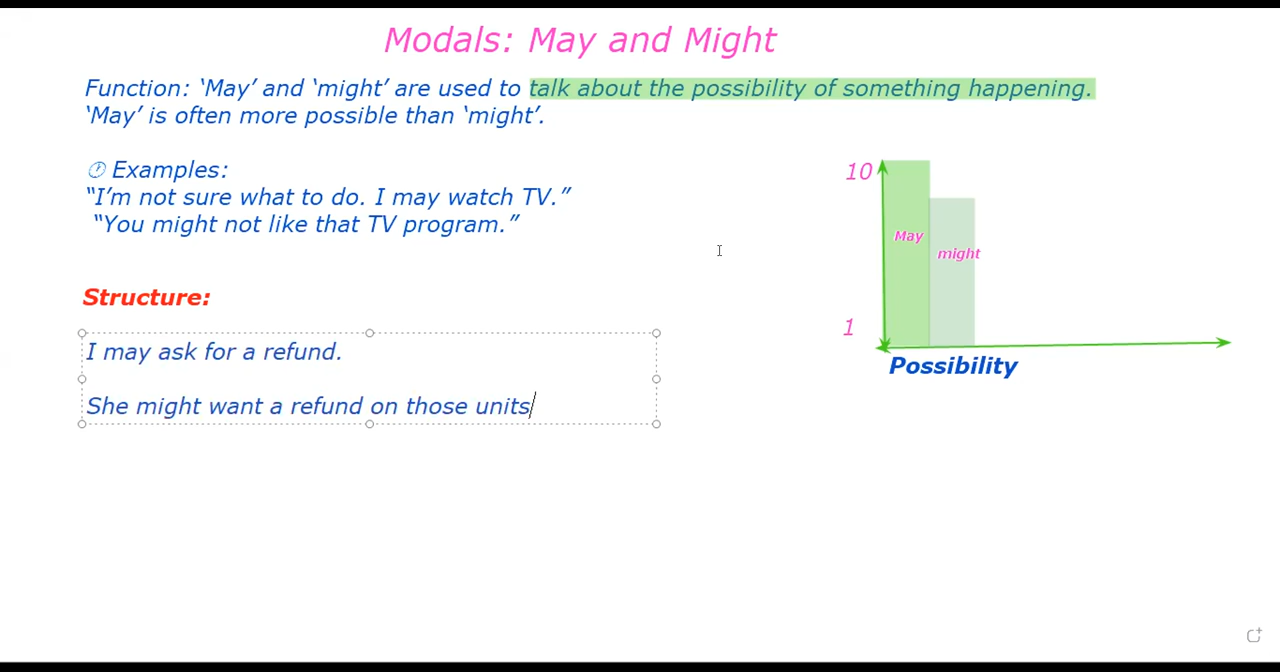 Modals: May and Might
Function: ‘May’ and ‘might’ are used to talk about the possibility of something happening.
‘May’ is often more possible than ‘might’.
Examples:
“I’m not sure what to do. I may watch TV.”
“You might not like that TV program.”
Structure:
I may ask for a refund.
She might want a refund on those units
10
May
might
1
Possibility